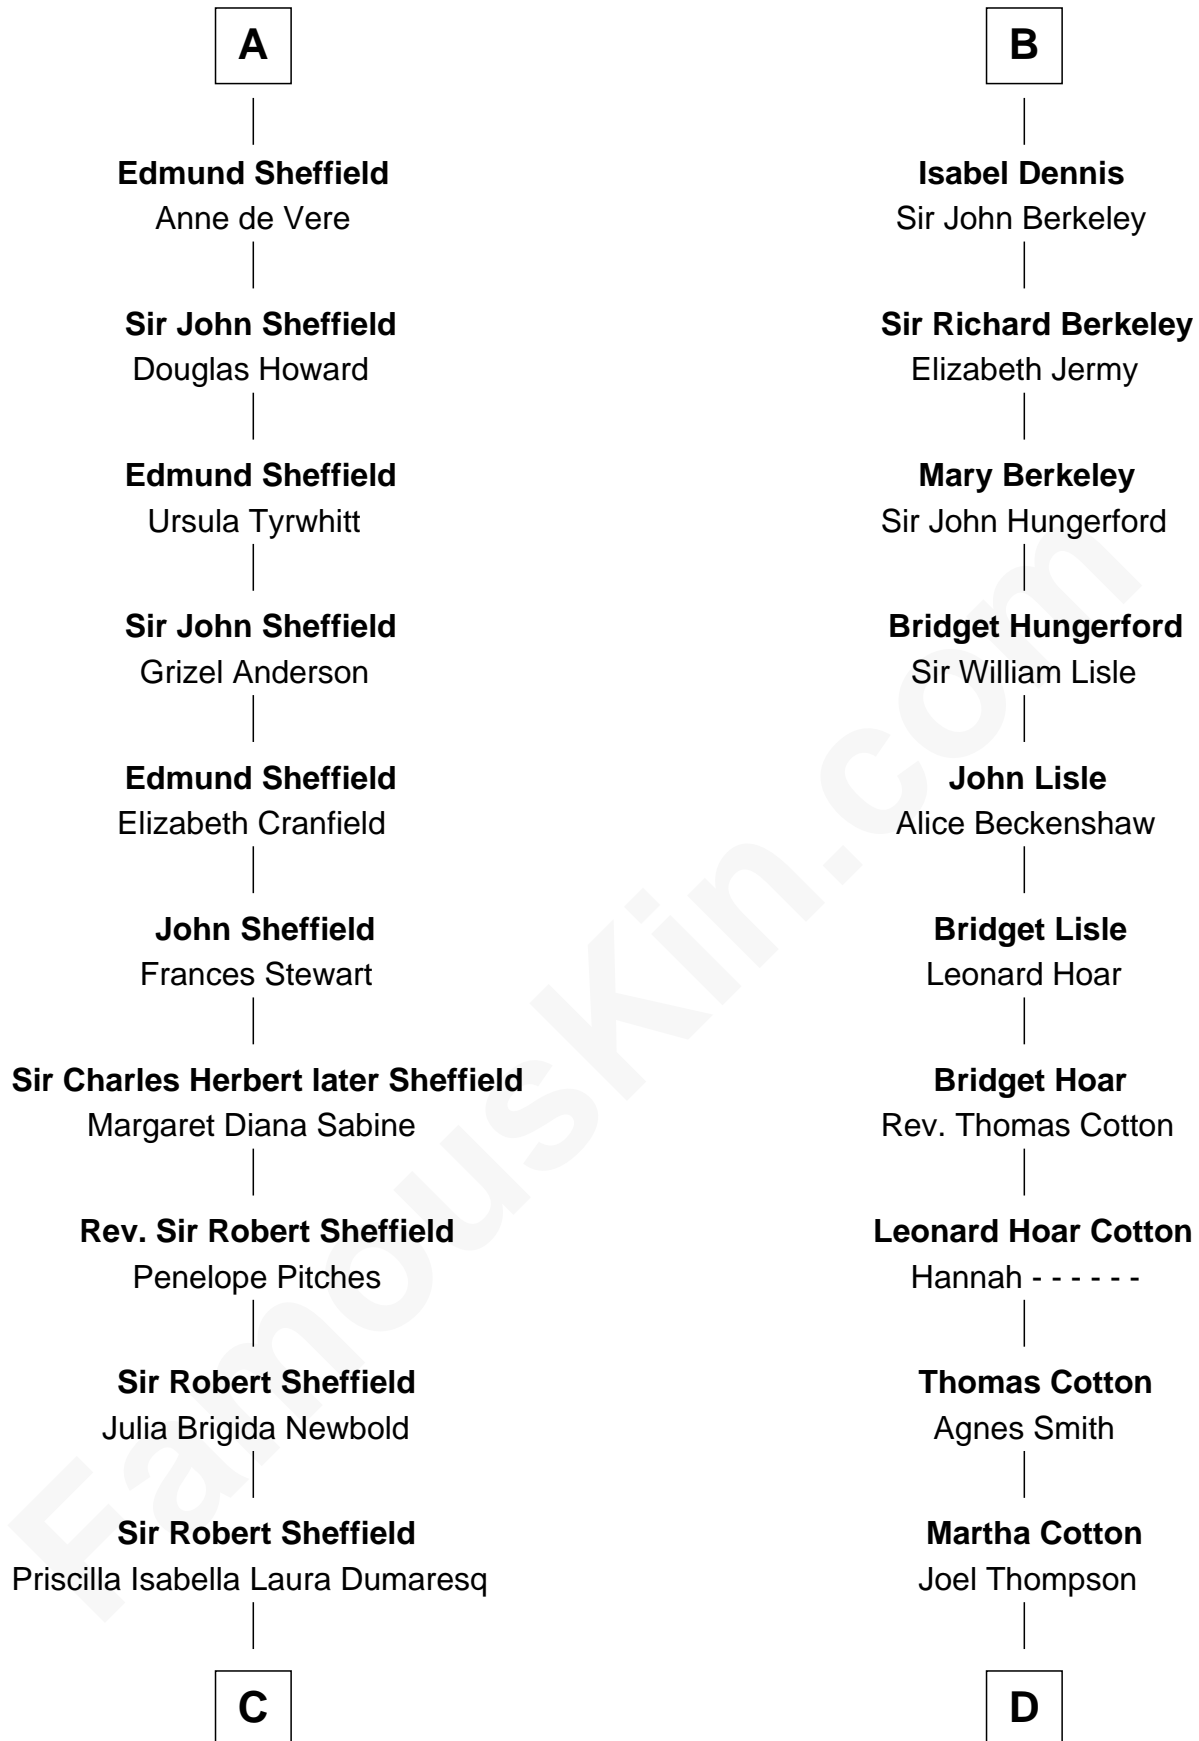 A
Edmund Sheffield
Anne de Vere
Sir John Sheffield
Douglas Howard
Edmund Sheffield
Ursula Tyrwhitt
Sir John Sheffield
Grizel Anderson
Edmund Sheffield
Elizabeth Cranfield
John Sheffield
Frances Stewart
Sir Charles Herbert later Sheffield
Margaret Diana Sabine
Rev. Sir Robert Sheffield
Penelope Pitches
Sir Robert Sheffield
Julia Brigida Newbold
Sir Robert Sheffield
Priscilla Isabella Laura Dumaresq
C
B
Isabel Dennis
Sir John Berkeley
Sir Richard Berkeley
Elizabeth Jermy
Mary Berkeley
Sir John Hungerford
Bridget Hungerford
Sir William Lisle
John Lisle
Alice Beckenshaw
Bridget Lisle
Leonard Hoar
Bridget Hoar
Rev. Thomas Cotton
Leonard Hoar Cotton
Hannah - - - - - -
Thomas Cotton
Agnes Smith
Martha Cotton
Joel Thompson
D
FamousKin.com